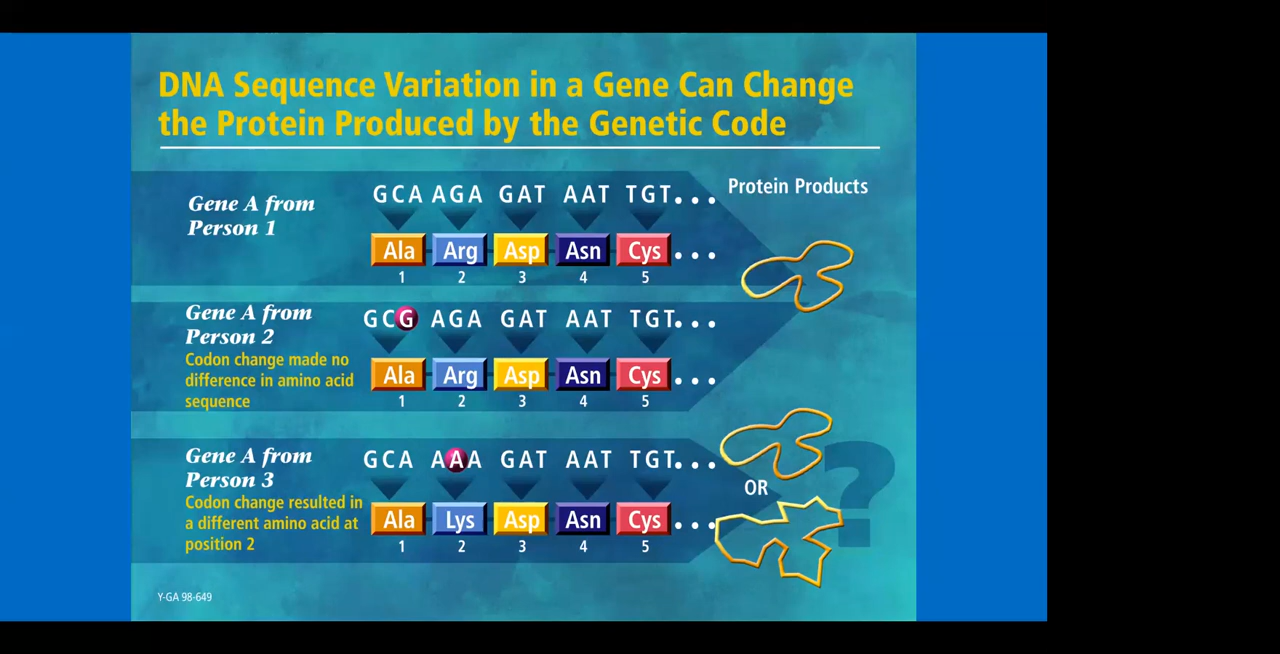 DNA Sequence Variation in a Gene Can Change
the Protein Produced by the Genetic Code
Protein Products
Gene A from
Person 1
GCA AGA GAT AAT TGT...
Ala Arg Asp Asn Cys ...
1 2 3 4 5
Gene A from
Person 2
Codon change made no
difference in amino acid
sequence
GCG AGA GAT AAT TGT...
Ala Arg Asp Asn Cys ...
1 2 3 4 5
Gene A from
Person 3
Codon change resulted in
a different amino acid at
position 2
GCA AAA GAT AAT TGT...
Ala Lys Asp Asn Cys ...
1 2 3 4 5
OR
?
Y-GA 98-649